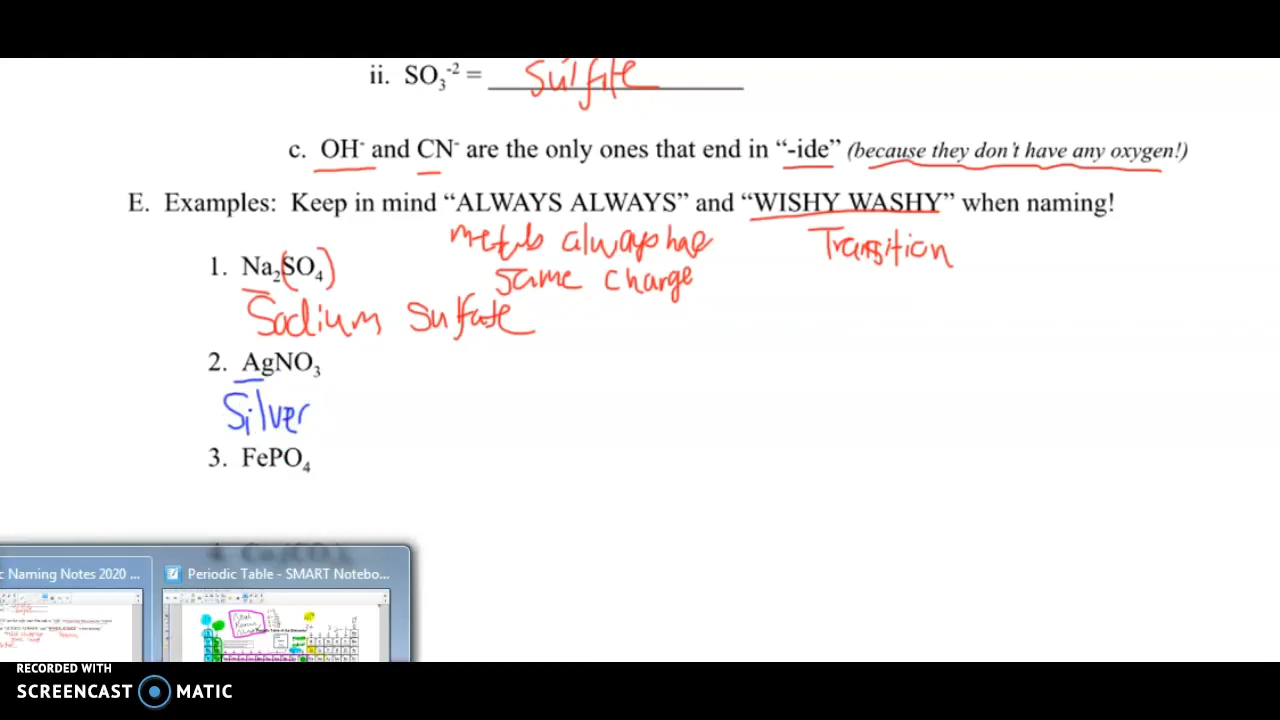 ii. SO₃⁻² = sulfite
c. OH⁻ and CN⁻ are the only ones that end in “-ide” (because they don’t have any oxygen!)
E. Examples: Keep in mind “ALWAYS ALWAYS” and “WISHY WASHY” when naming!
metals always have
same charge
Transition
1. Na₂(SO₄)
Sodium sulfate
2. AgNO₃
Silver
3. FePO₄
c Naming Notes 2020 ...
Periodic Table - SMART Notebo...
RECORDED WITH
SCREENCAST MATIC